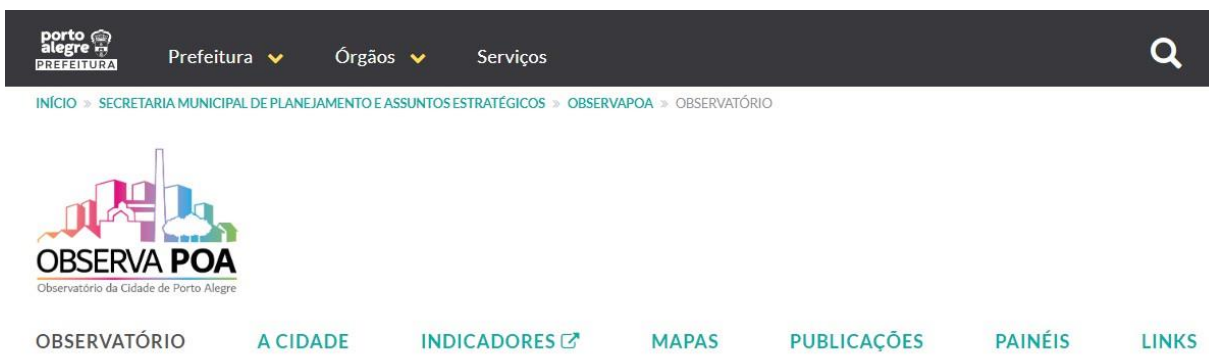 porto
alegre
PREFEITURA
Prefeitura Órgãos Serviços
INÍCIO » SECRETARIA MUNICIPAL DE PLANEJAMENTO E ASSUNTOS ESTRATÉGICOS » OBSERVAPOA » OBSERVATÓRIO
OBSERVA POA
Observatório da Cidade de Porto Alegre
OBSERVATÓRIO A CIDADE INDICADORES MAPAS PUBLICAÇÕES PAINÉIS LINKS